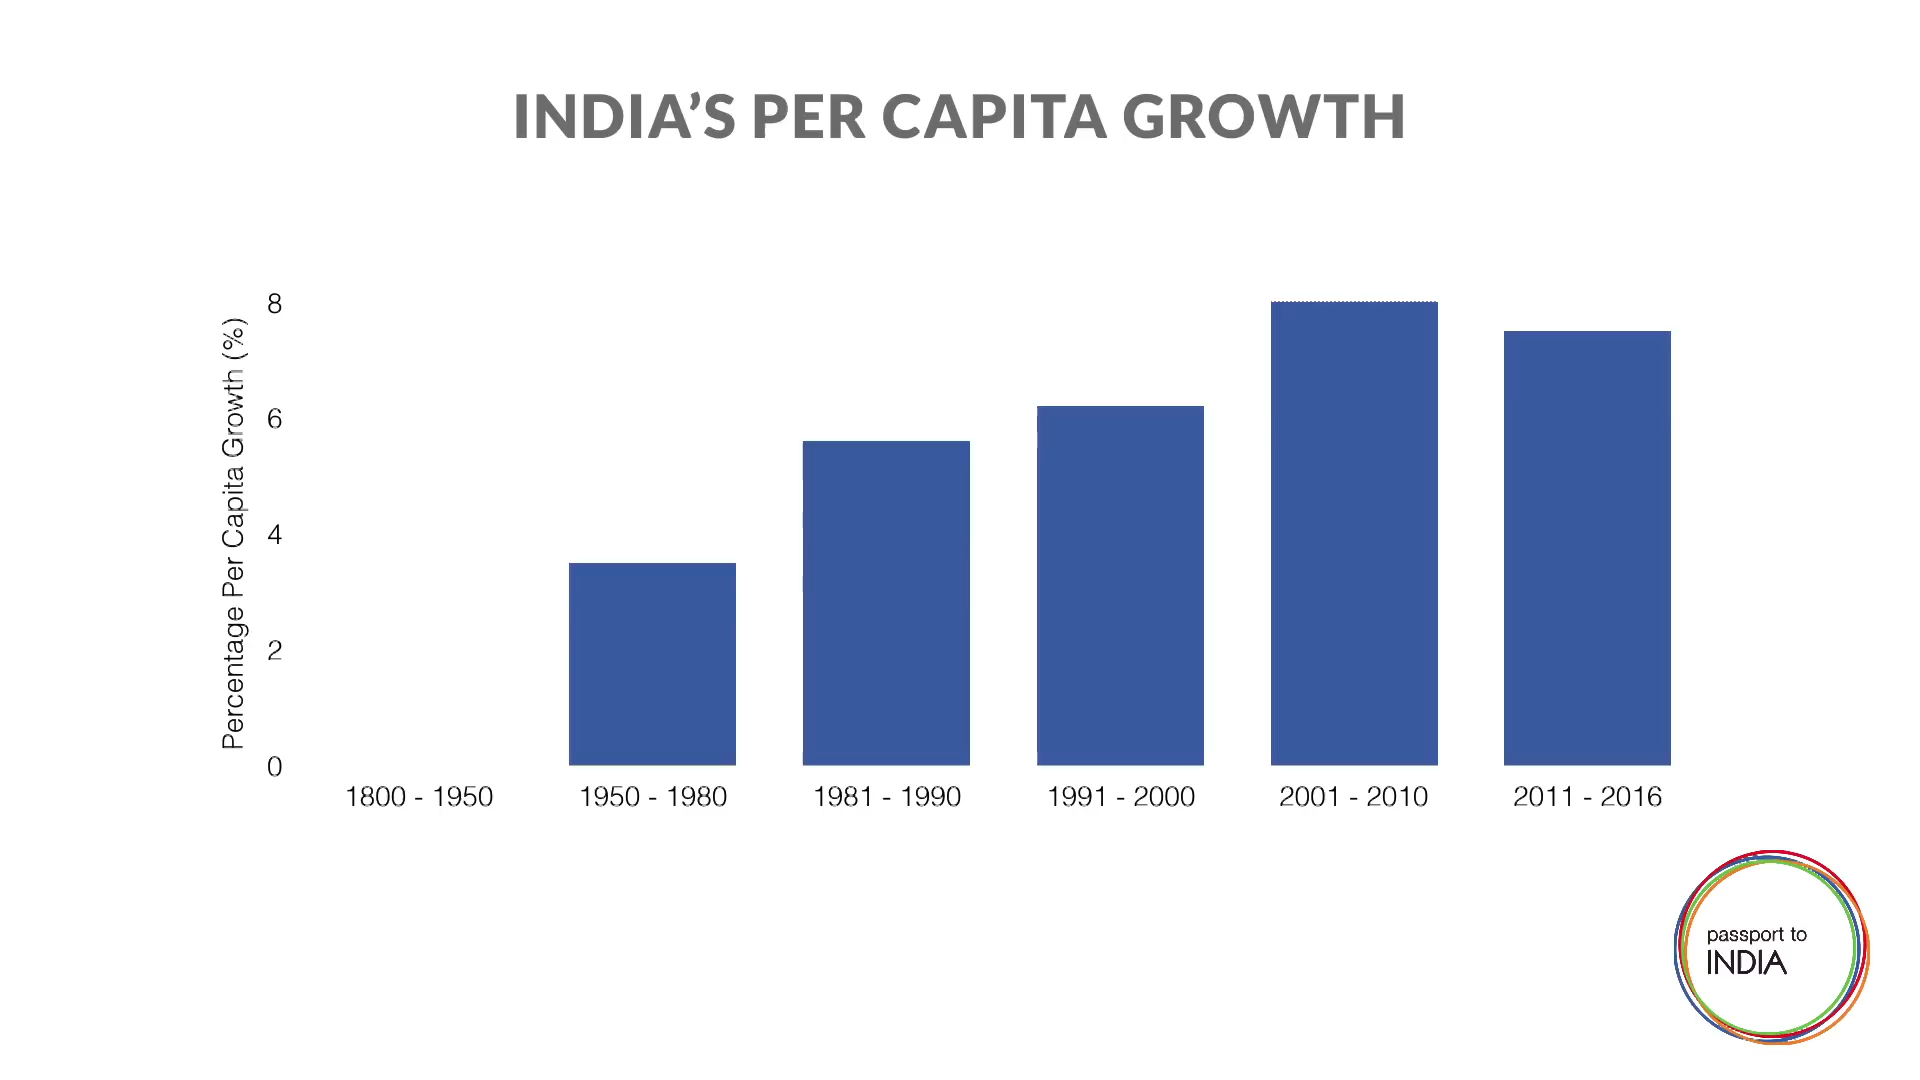 INDIA’S PER CAPITA GROWTH
Percentage Per Capita Growth (%)
8
6
4
2
0
1800 - 1950
1950 - 1980
1981 - 1990
1991 - 2000
2001 - 2010
2011 - 2016
passport to
INDIA